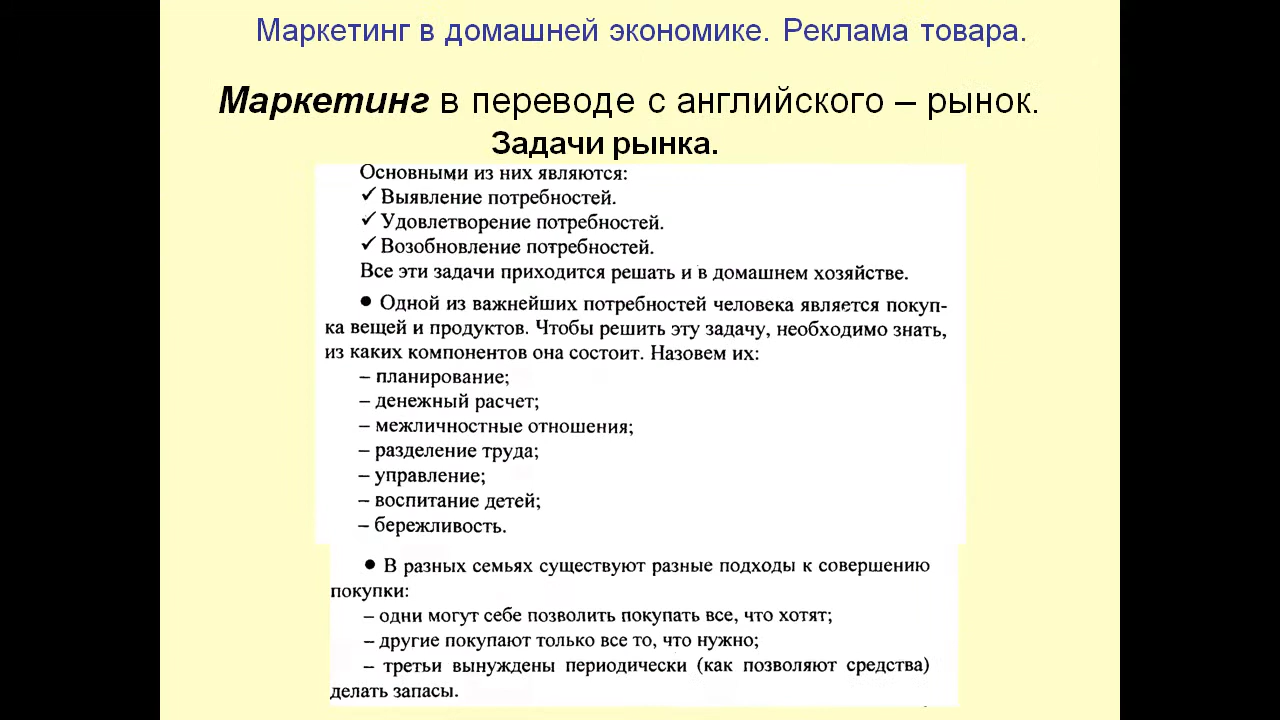 Маркетинг в домашней экономике. Реклама товара.
Маркетинг в переводе с английского – рынок.
Задачи рынка.
Основными из них являются:
✓ Выявление потребностей.
✓ Удовлетворение потребностей.
✓ Возобновление потребностей.
Все эти задачи приходится решать и в домашнем хозяйстве.
● Одной из важнейших потребностей человека является покуп-
ка вещей и продуктов. Чтобы решить эту задачу, необходимо знать,
из каких компонентов она состоит. Назовем их:
– планирование;
– денежный расчет;
– межличностные отношения;
– разделение труда;
– управление;
– воспитание детей;
– бережливость.
● В разных семьях существуют разные подходы к совершению
покупки:
– одни могут себе позволить покупать все, что хотят;
– другие покупают только все то, что нужно;
– третьи вынуждены периодически (как позволяют средства)
делать запасы.